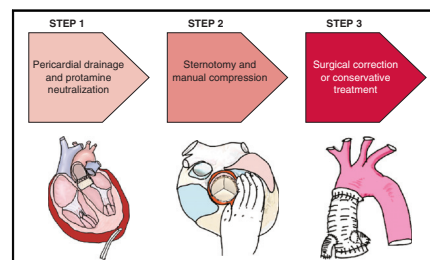 STEP 1
Pericardial drainage
and protamine
neutralization
STEP 2
Sternotomy and
manual compression
STEP 3
Surgical correction
or conservative
treatment